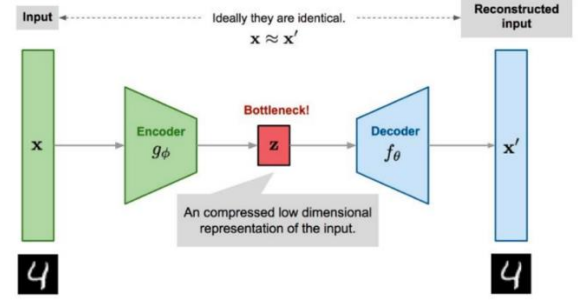 Input
Ideally they are identical.
x ≈ x′
Reconstructed
input
Bottleneck!
Encoder
gϕ
Decoder
fθ
x
z
x′
An compressed low dimensional
representation of the input.
4
4